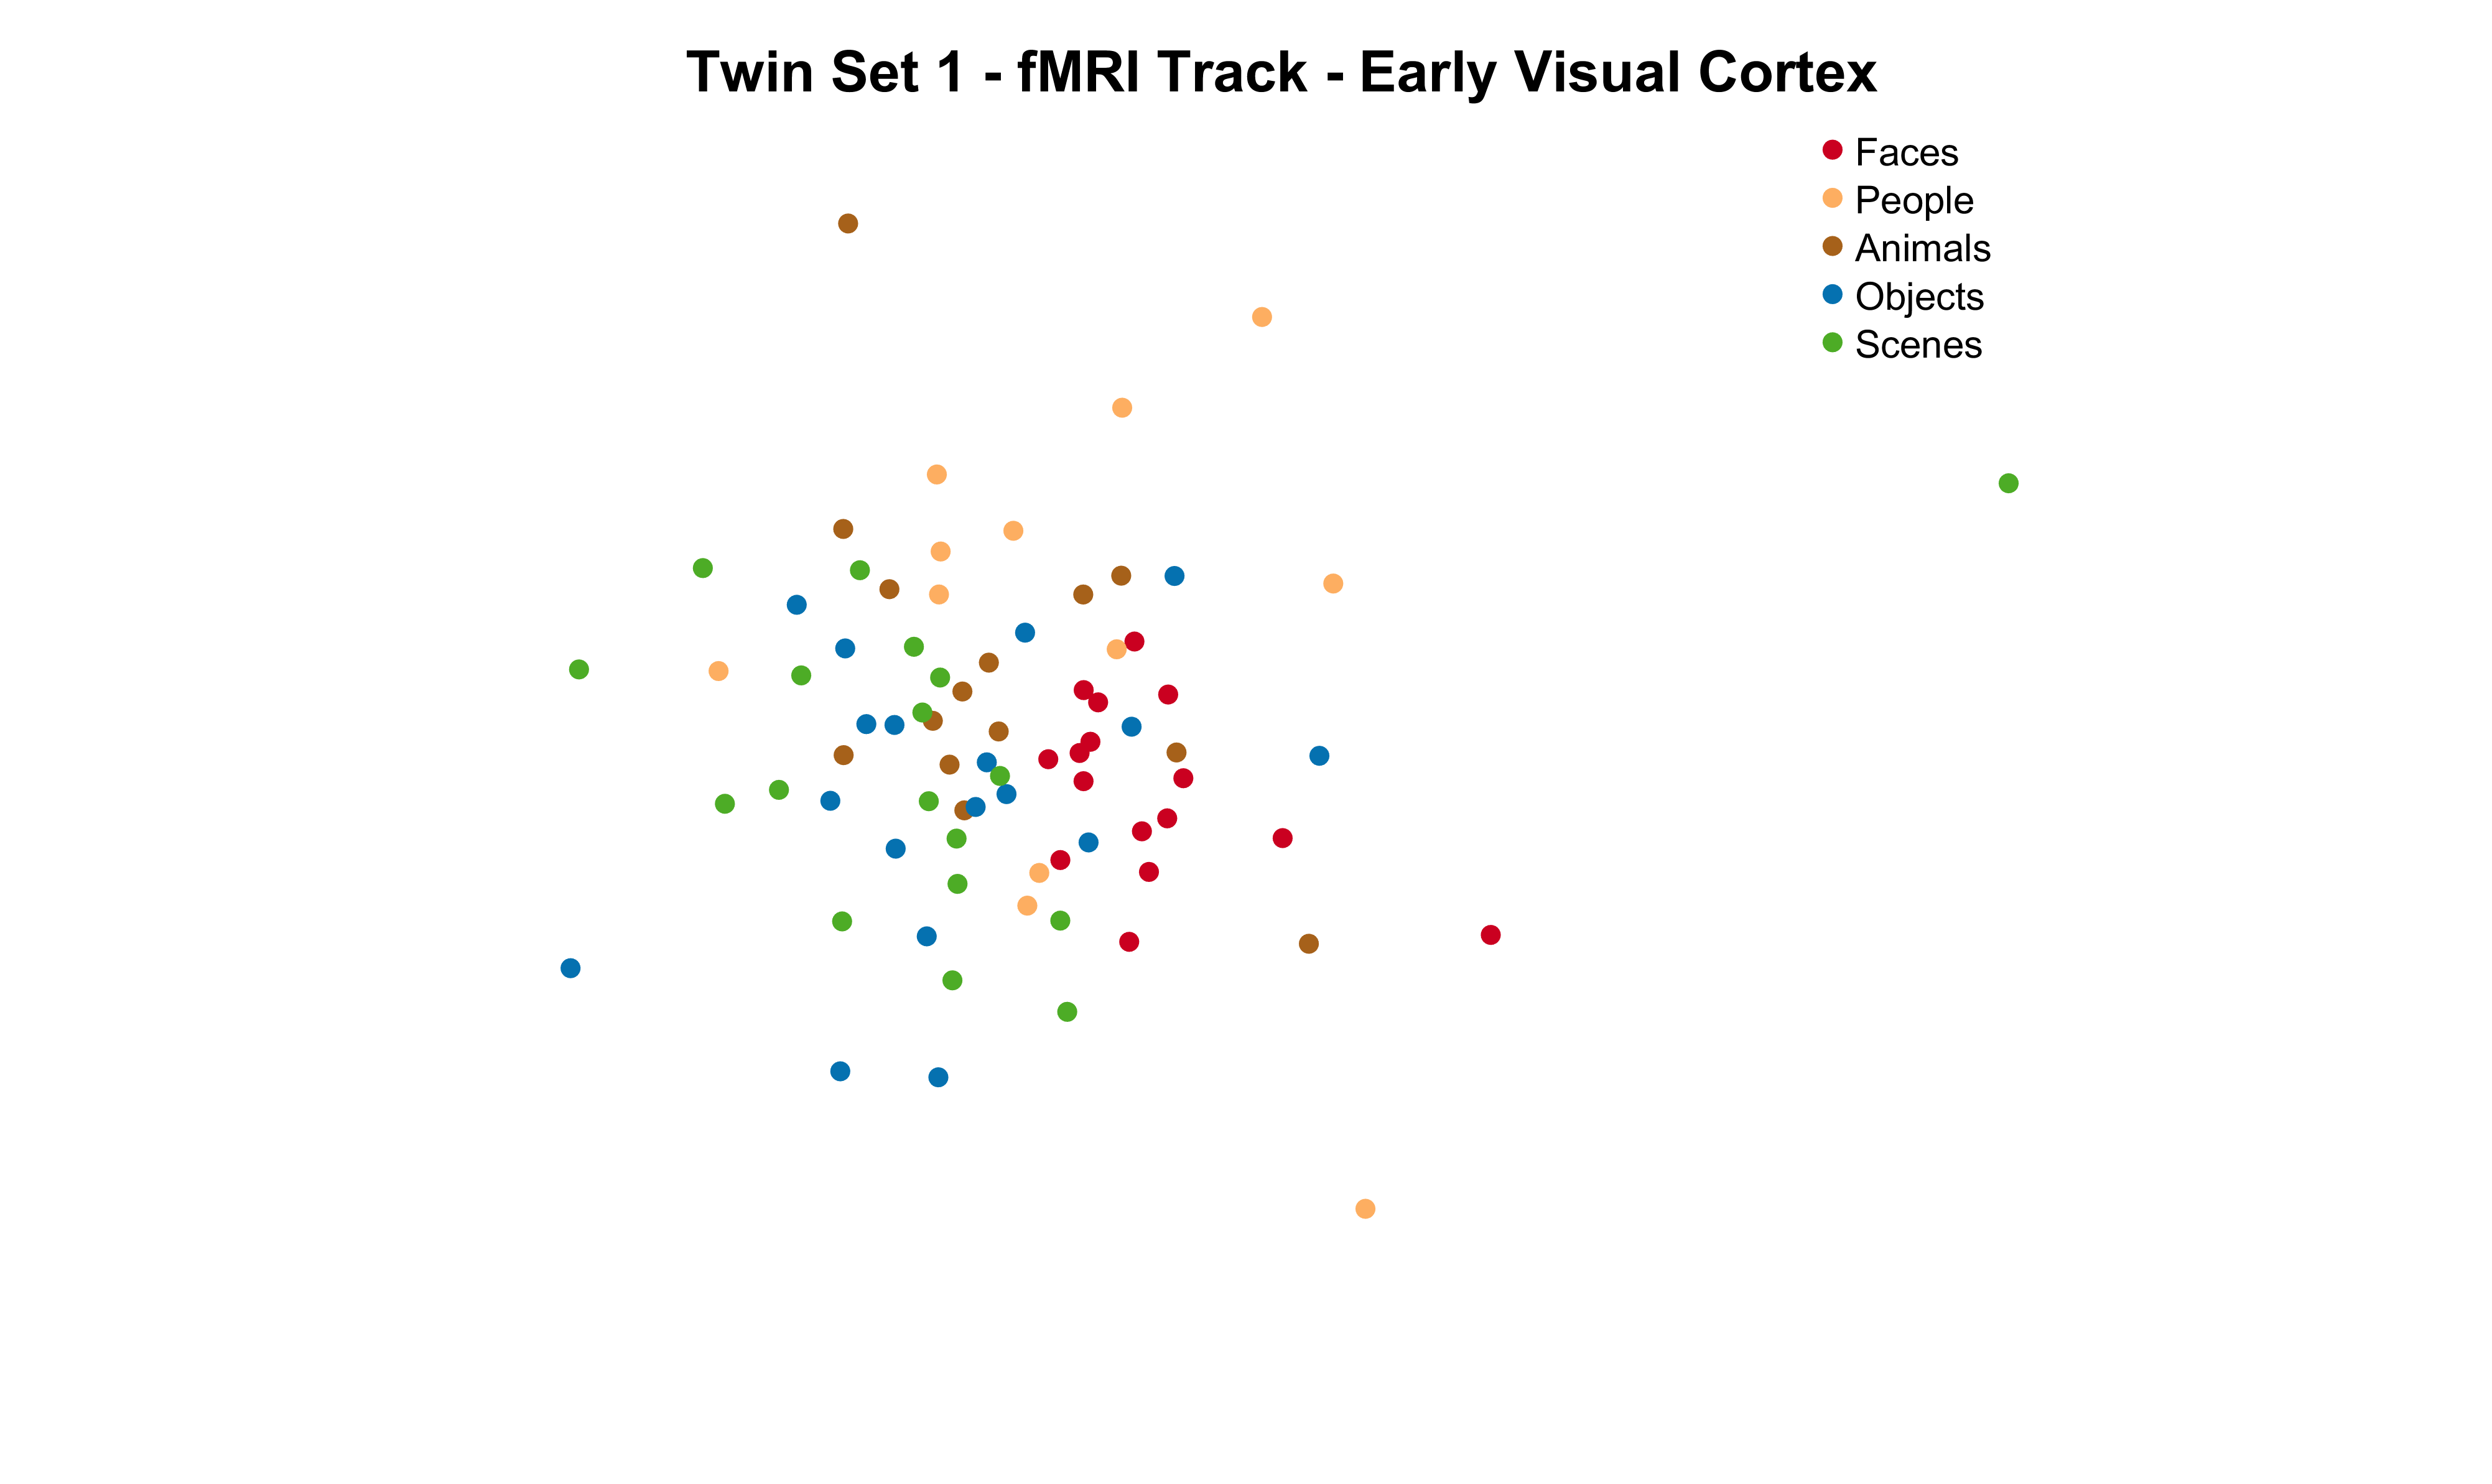 Twin Set 1 - fMRI Track - Early Visual Cortex
Faces
People
Animals
Objects
Scenes